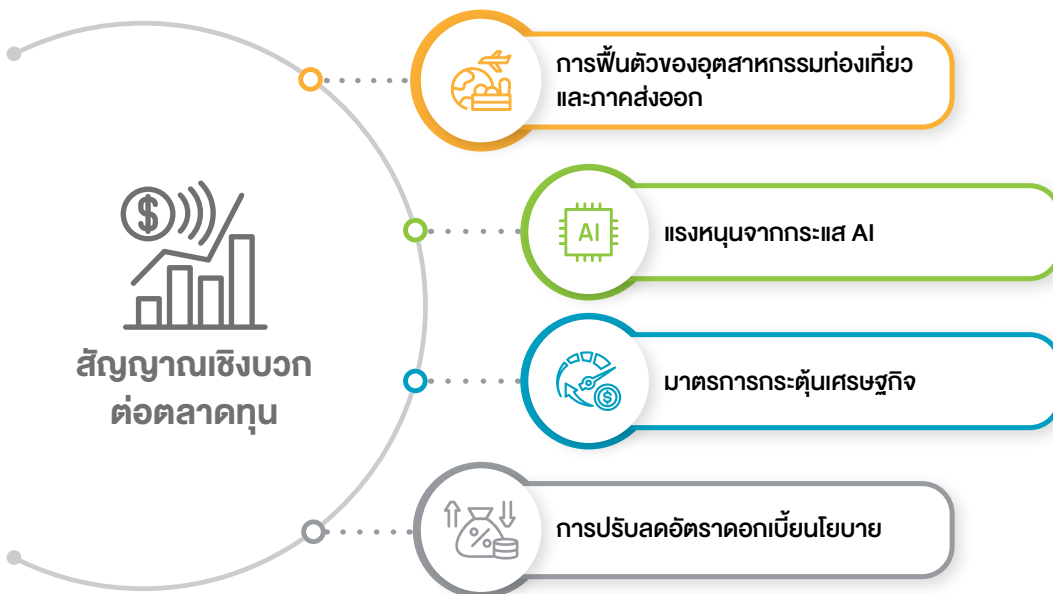 สัญญาณเชิงบวก
ต่อตลาดทุน
การฟื้นตัวของอุตสาหกรรมท่องเที่ยว
และภาคส่งออก
AI
แรงหนุนจากกระแส AI
มาตรการกระตุ้นเศรษฐกิจ
การปรับลดอัตราดอกเบี้ยนโยบาย